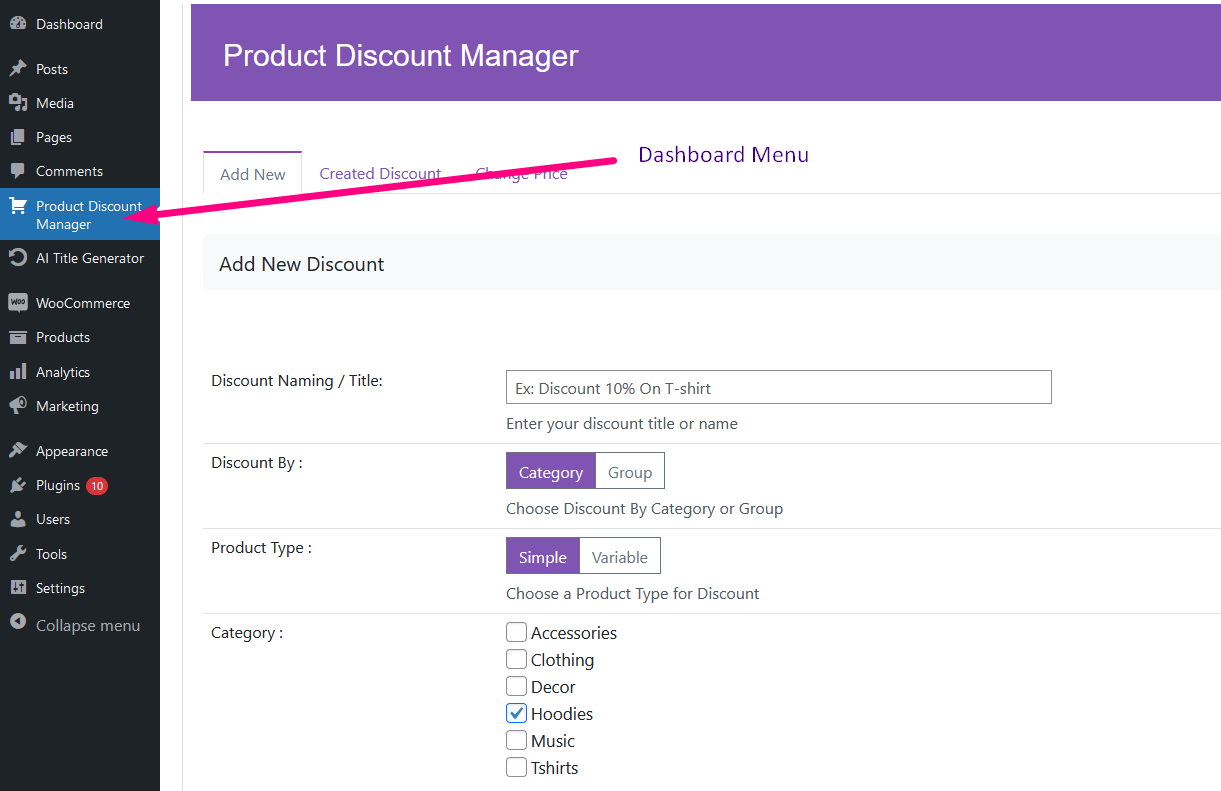 Dashboard
Posts
Media
Pages
Comments
Product Discount
Manager
AI Title Generator
WOO WooCommerce
Products
Analytics
Marketing
Appearance
Plugins 10
Users
Tools
Settings
Collapse menu
Product Discount Manager
Dashboard Menu
Add New Created Discount Change Price
Add New Discount
Discount Naming / Title: Ex: Discount 10% On T-shirt
Enter your discount title or name
Discount By : Category Group
Choose Discount By Category or Group
Product Type : Simple Variable
Choose a Product Type for Discount
Category : Accessories
Clothing
Decor
Hoodies
Music
Tshirts